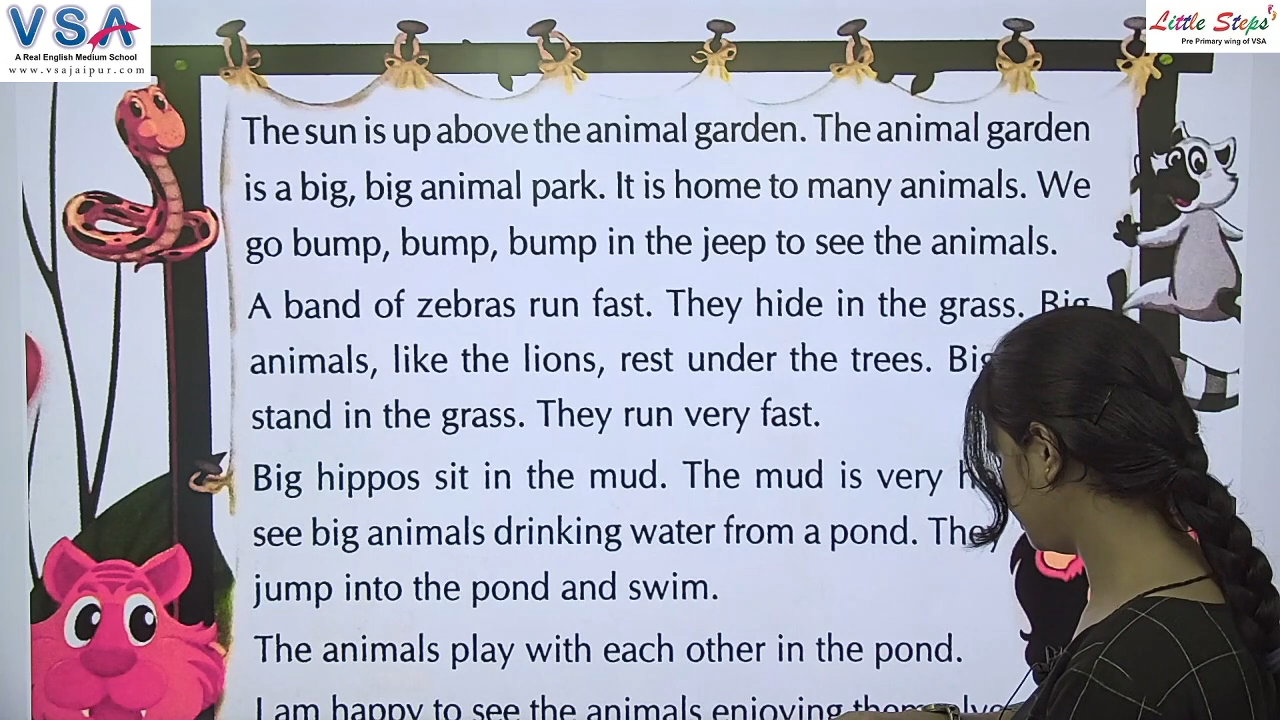 VSA
A Real English Medium School
www.vsajaipur.com
Little Steps
Pre Primary wing of VSA
The sun is up above the animal garden. The animal garden
is a big, big animal park. It is home to many animals. We
go bump, bump, bump in the jeep to see the animals.
A band of zebras run fast. They hide in the grass. Big
animals, like the lions, rest under the trees. Big
stand in the grass. They run very fast.
Big hippos sit in the mud. The mud is very
see big animals drinking water from a pond. They
jump into the pond and swim.
The animals play with each other in the pond.
I am happy to see the animals enjoying